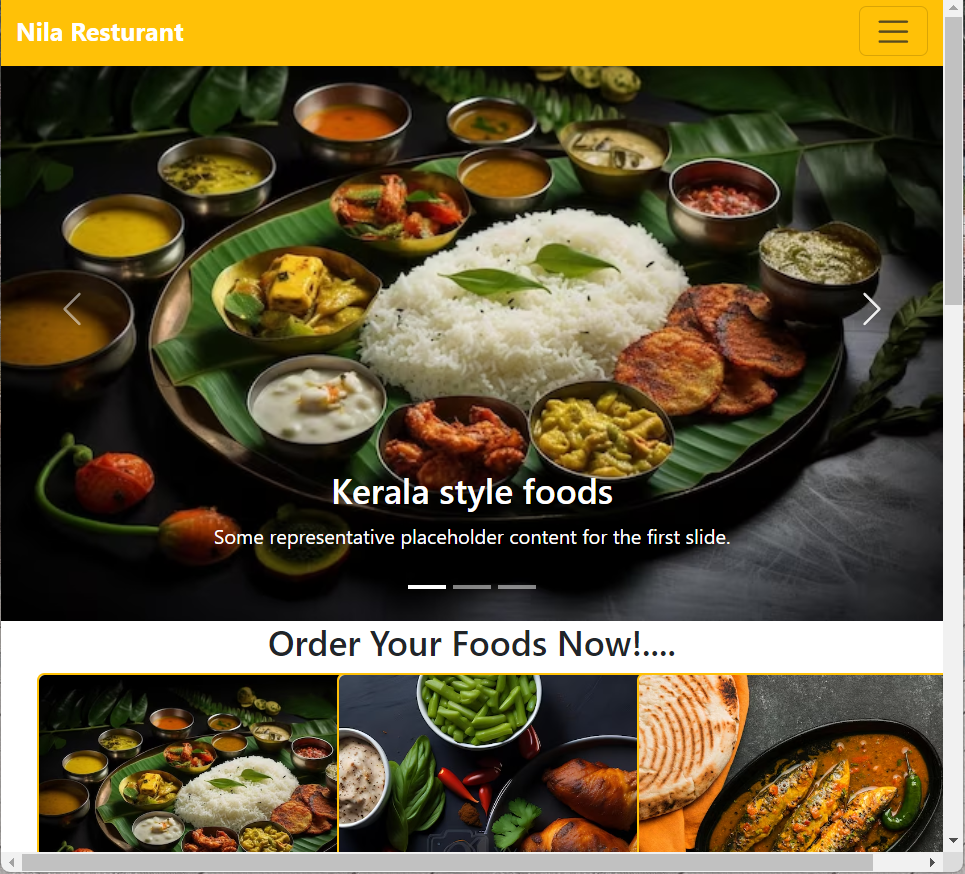 Nila Resturant
Kerala style foods
Some representative placeholder content for the first slide.
Order Your Foods Now!....